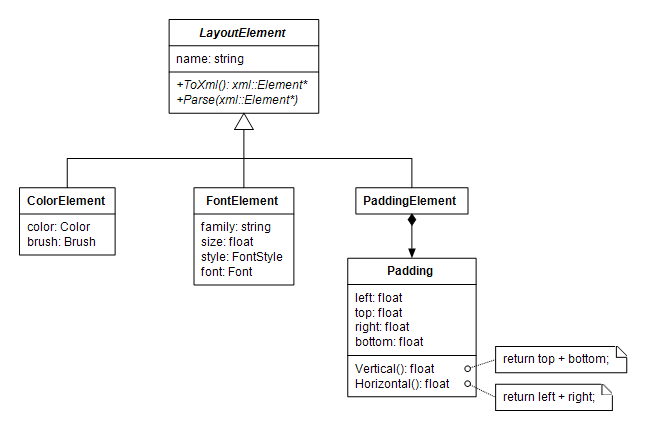 LayoutElement
name: string
+ToXml(): xml::Element*
+Parse(xml::Element*)
ColorElement
color: Color
brush: Brush
FontElement
family: string
size: float
style: FontStyle
font: Font
PaddingElement
Padding
left: float
top: float
right: float
bottom: float
Vertical(): float
Horizontal(): float
return top + bottom;
return left + right;